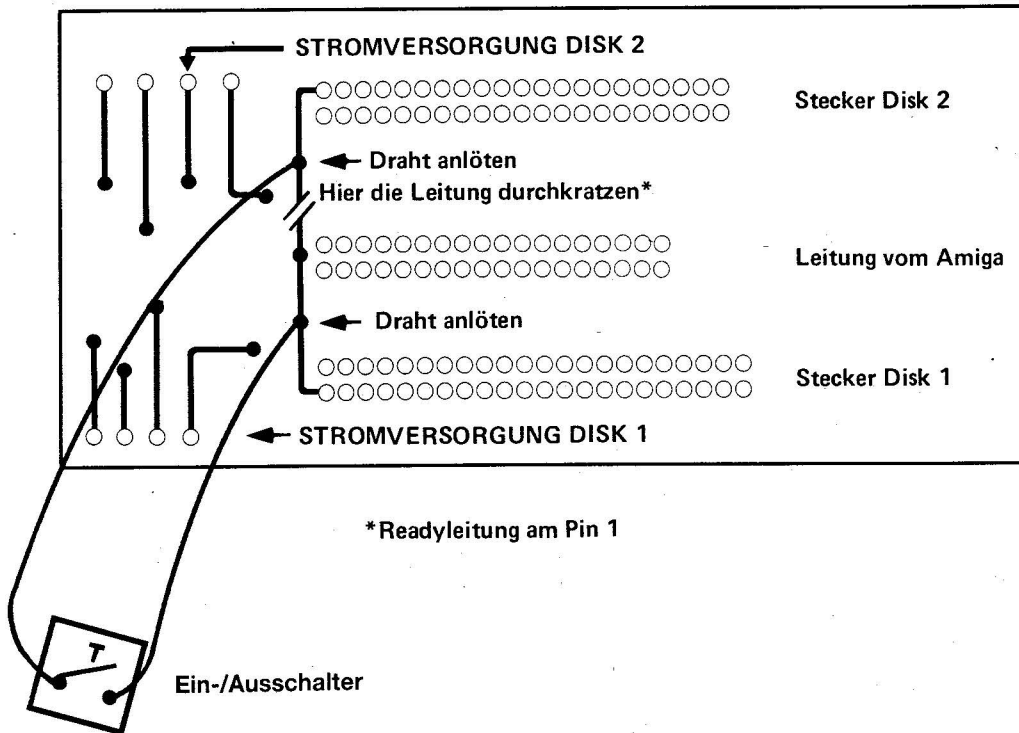 STROMVERSORGUNG DISK 2
Stecker Disk 2
Draht anlöten
Hier die Leitung durchkratzen*
Leitung vom Amiga
Draht anlöten
Stecker Disk 1
STROMVERSORGUNG DISK 1
*Readyleitung am Pin 1
T
Ein-/Ausschalter